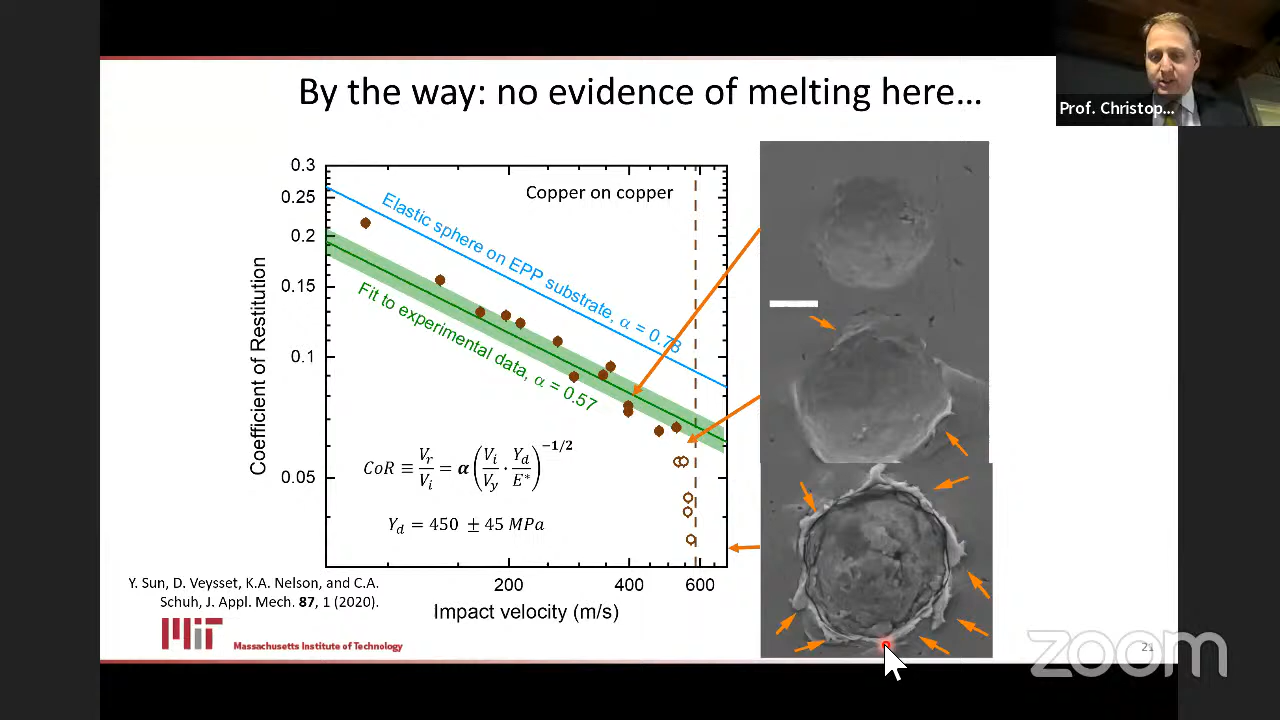 By the way: no evidence of melting here...
Prof. Christop...
Copper on copper
Elastic sphere on EPP substrate, α = 0.78
Fit to experimental data, α = 0.57
Coefficient of Restitution
0.3
0.25
0.2
0.15
0.1
0.05
CoR ≡ V_r/V_i = α (V_i/V_y · Y_d/E*)^−1/2
Y_d = 450 ± 45 MPa
200
400
600
Impact velocity (m/s)
Y. Sun, D. Veysset, K.A. Nelson, and C.A.
Schuh, J. Appl. Mech. 87, 1 (2020).
MIT
Massachusetts Institute of Technology
21
zoom